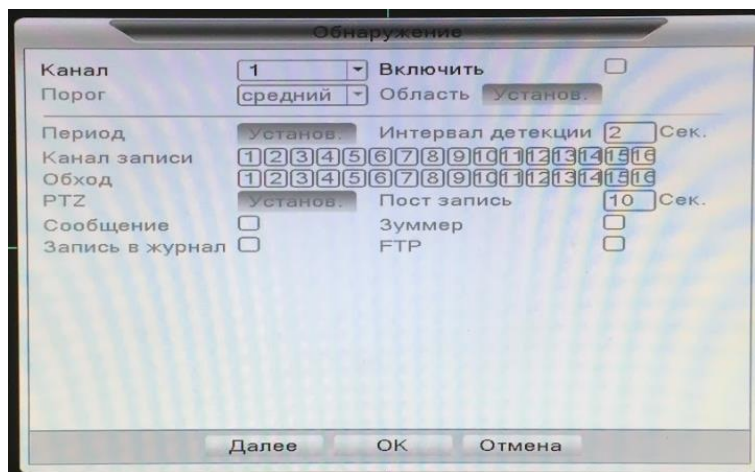 Обнаружение
Канал 1 Включить
Порог средний Область Установ.
Период Установ. Интервал детекции 2 Сек.
Канал записи 1 2 3 4 5 6 7 8 9 10 11 12 13 14 15 16
Обход 1 2 3 4 5 6 7 8 9 10 11 12 13 14 15 16
PTZ Установ. Пост запись 10 Сек.
Сообщение Зуммер
Запись в журнал FTP
Далее OK Отмена